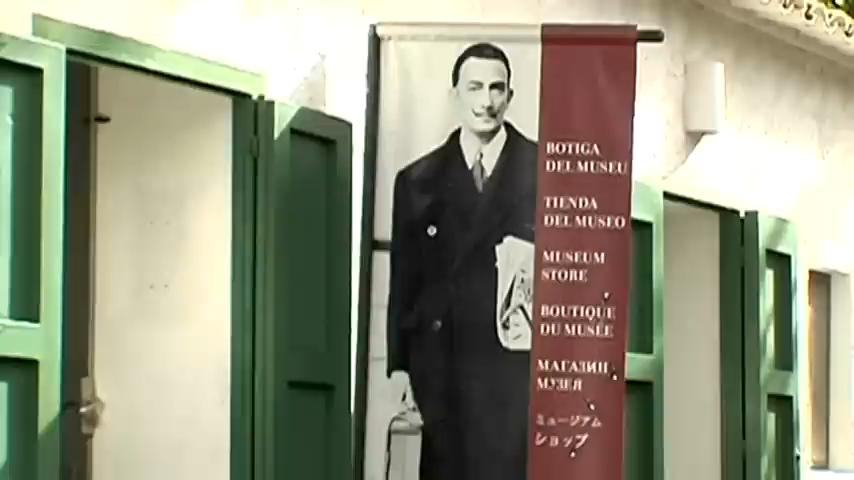 BOTIGA
DEL MUSEU
TIENDA
DEL MUSEO
MUSEUM
STORE
BOUTIQUE
DU MUSÉE
МАГАЗИН
МУЗЕЯ
ミュージアム
ショップ